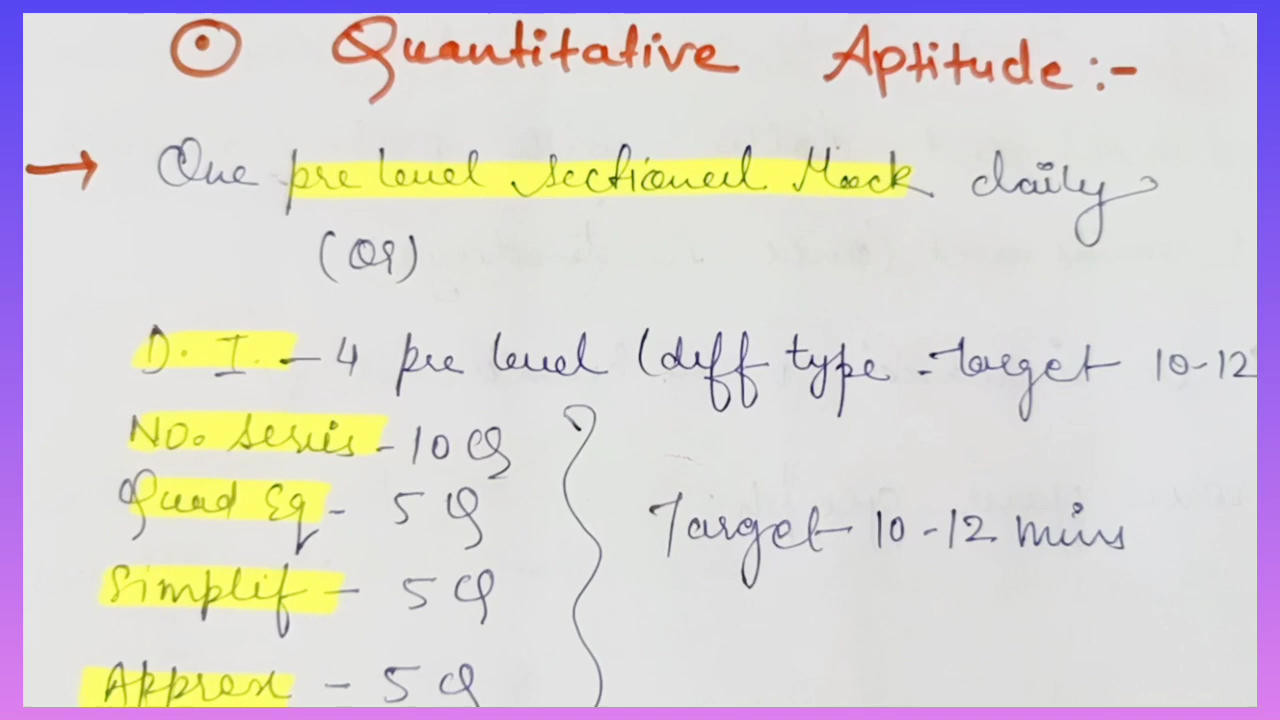 ⊙ Quantitative Aptitude:-
→ One pre level sectional Mock daily
(OR)
D. I. - 4 pre level (diff type - Target 10-12
No. Series - 10 Q
Quad Eq - 5 Q
Simplif - 5 Q
Target - 10-12 mins
Approx - 5 Q